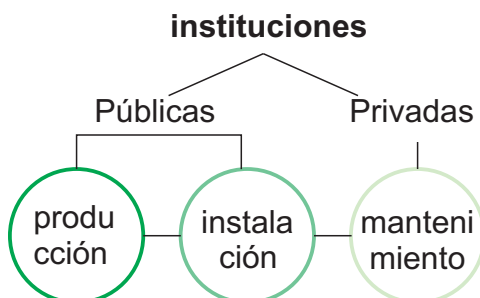 instituciones
Públicas
Privadas
produ
cción
instala
ción
manteni
miento